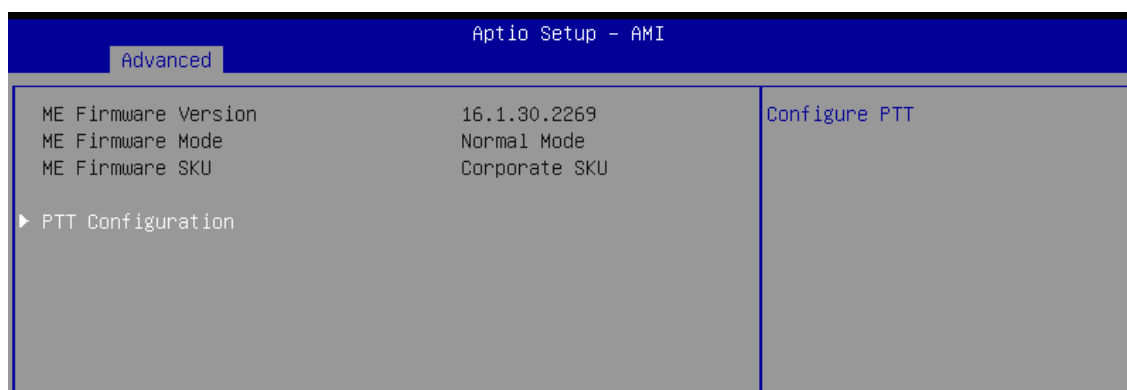 Aptio Setup - AMI
Advanced
ME Firmware Version 16.1.30.2269 Configure PTT
ME Firmware Mode Normal Mode
ME Firmware SKU Corporate SKU
PTT Configuration